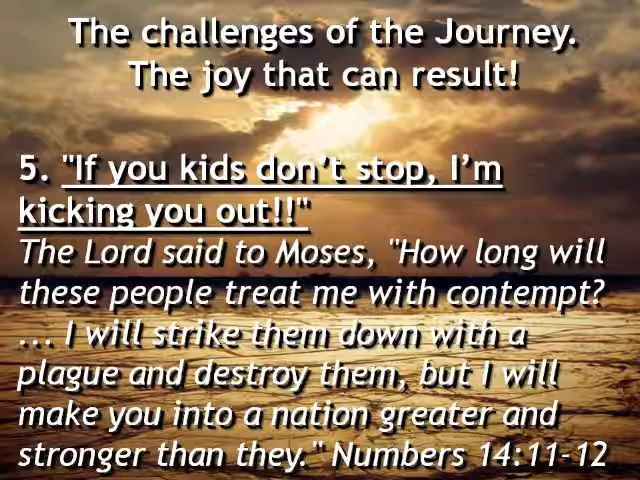 The challenges of the Journey.
The joy that can result!
5. "If you kids don't stop, I'm
kicking you out!!"
The Lord said to Moses, "How long will
these people treat me with contempt?
... I will strike them down with a
plague and destroy them, but I will
make you into a nation greater and
stronger than they." Numbers 14:11-12